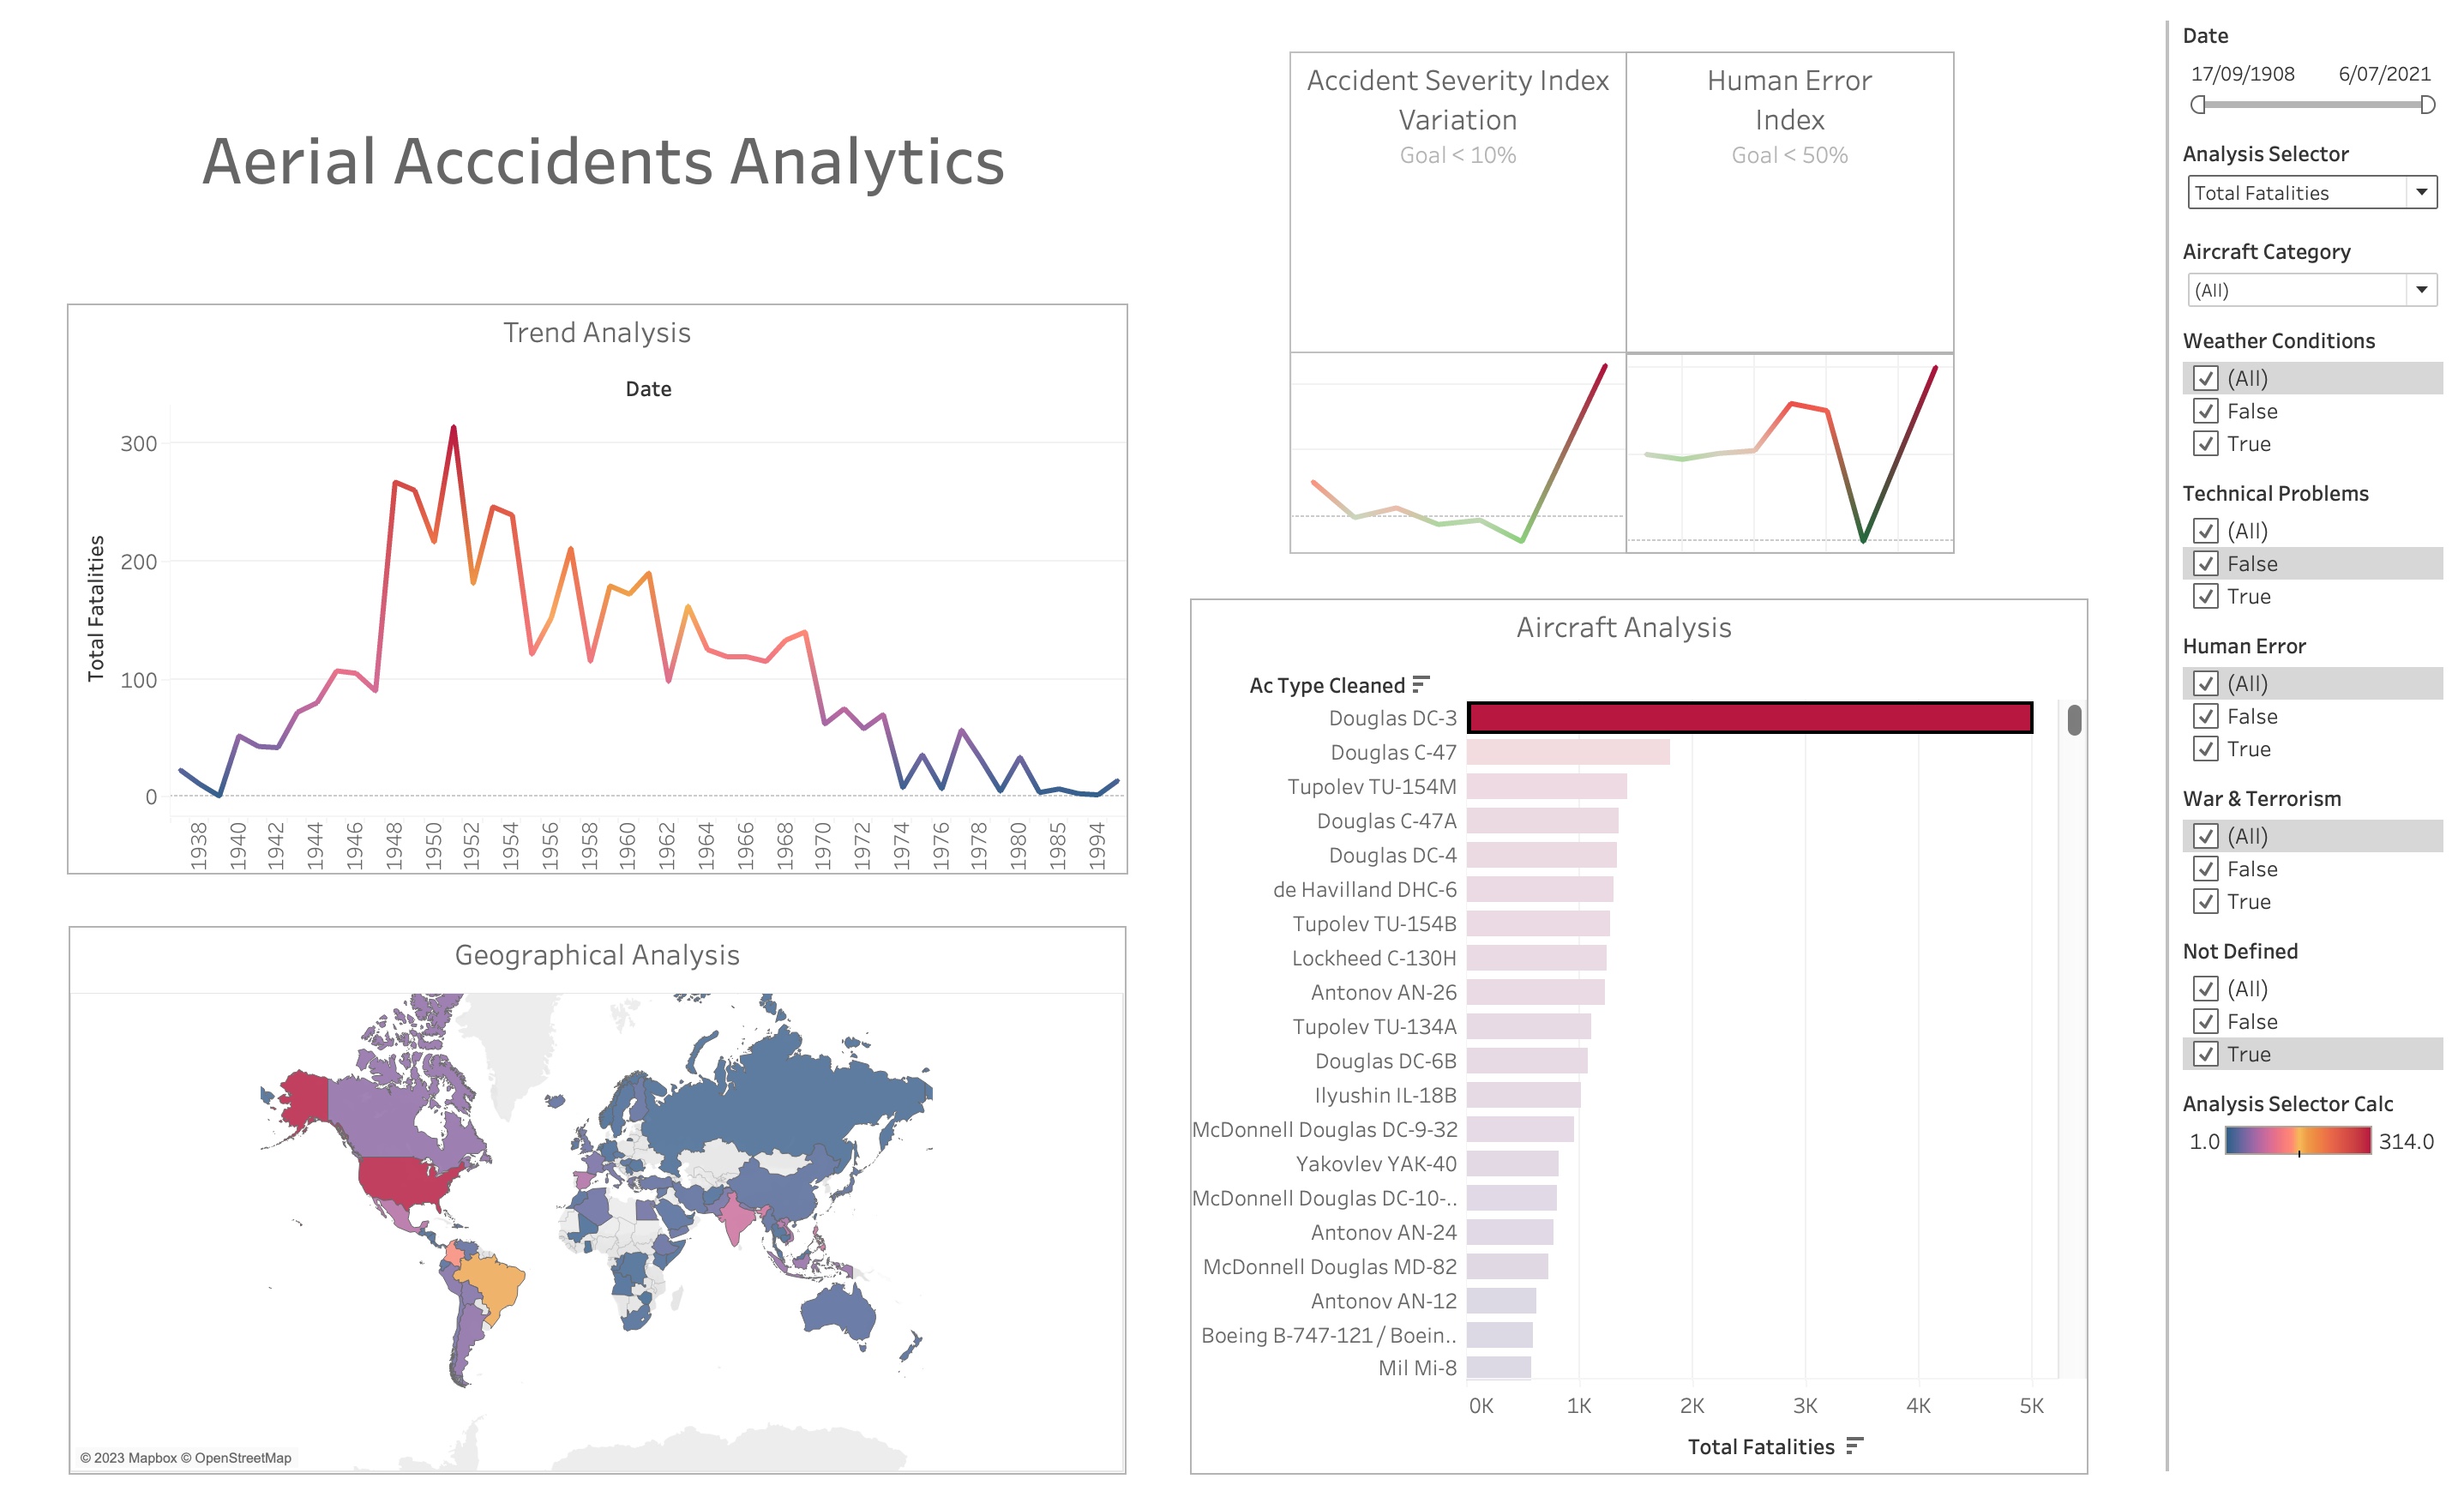 Aerial Acccidents Analytics
Accident Severity Index
Variation
Goal < 10%
Human Error
Index
Goal < 50%
Trend Analysis
Date
Total Fatalities
300
200
100
0
1938
1940
1942
1944
1946
1948
1950
1952
1954
1956
1958
1960
1962
1964
1966
1968
1970
1972
1974
1976
1978
1980
1985
1994
Geographical Analysis
© 2023 Mapbox © OpenStreetMap
Aircraft Analysis
Ac Type Cleaned
Douglas DC-3
Douglas C-47
Tupolev TU-154M
Douglas C-47A
Douglas DC-4
de Havilland DHC-6
Tupolev TU-154B
Lockheed C-130H
Antonov AN-26
Tupolev TU-134A
Douglas DC-6B
Ilyushin IL-18B
McDonnell Douglas DC-9-32
Yakovlev YAK-40
McDonnell Douglas DC-10-..
Antonov AN-24
McDonnell Douglas MD-82
Antonov AN-12
Boeing B-747-121 / Boein..
Mil Mi-8
0K 1K 2K 3K 4K 5K
Total Fatalities
Date
17/09/1908 6/07/2021
Analysis Selector
Total Fatalities
Aircraft Category
(All)
Weather Conditions
(All)
False
True
Technical Problems
(All)
False
True
Human Error
(All)
False
True
War & Terrorism
(All)
False
True
Not Defined
(All)
False
True
Analysis Selector Calc
1.0 314.0